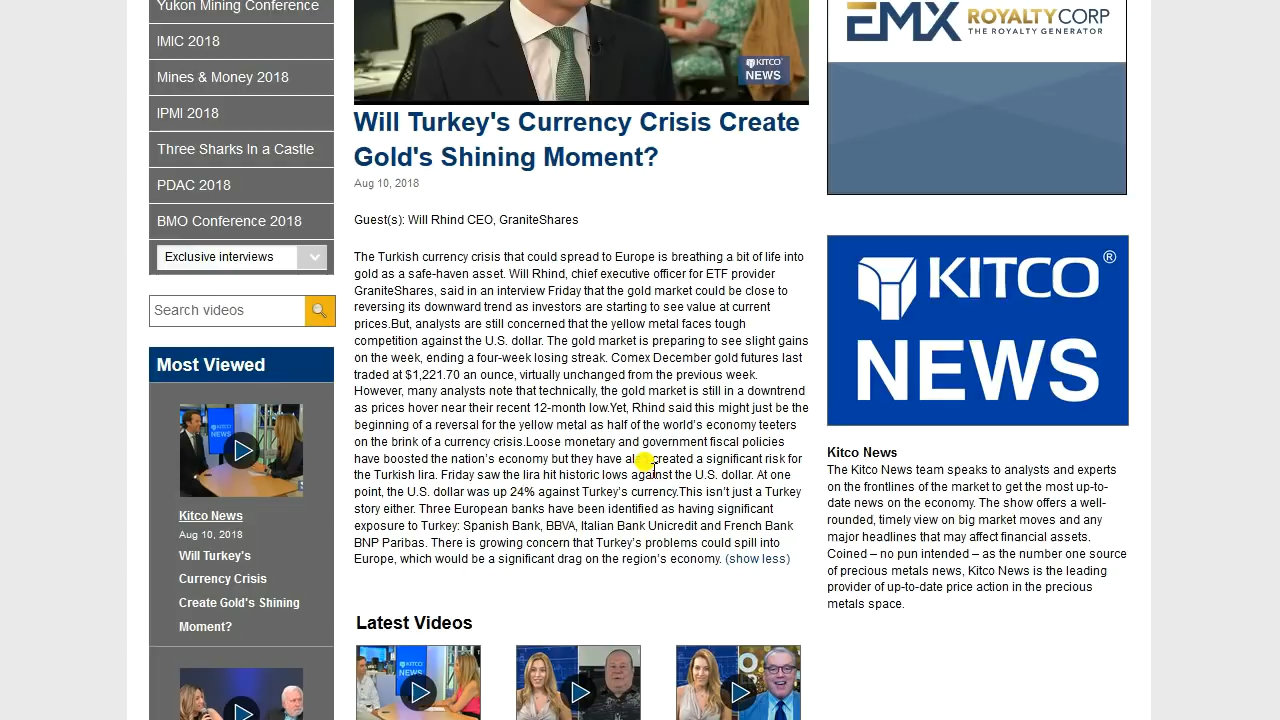 Yukon Mining Conference
IMIC 2018
Mines & Money 2018
IPMI 2018
Three Sharks In a Castle
PDAC 2018
BMO Conference 2018
Exclusive interviews
Search videos
Most Viewed
KITCO
NEWS
Kitco News
Aug 10, 2018
Will Turkey's
Currency Crisis
Create Gold's Shining
Moment?
KITCO
NEWS
Will Turkey's Currency Crisis Create
Gold's Shining Moment?
Aug 10, 2018
Guest(s): Will Rhind CEO, GraniteShares
The Turkish currency crisis that could spread to Europe is breathing a bit of life into
gold as a safe-haven asset. Will Rhind, chief executive officer for ETF provider
GraniteShares, said in an interview Friday that the gold market could be close to
reversing its downward trend as investors are starting to see value at current
prices.But, analysts are still concerned that the yellow metal faces tough
competition against the U.S. dollar. The gold market is preparing to see slight gains
on the week, ending a four-week losing streak. Comex December gold futures last
traded at $1,221.70 an ounce, virtually unchanged from the previous week.
However, many analysts note that technically, the gold market is still in a downtrend
as prices hover near their recent 12-month low.Yet, Rhind said this might just be the
beginning of a reversal for the yellow metal as half of the world's economy teeters
on the brink of a currency crisis.Loose monetary and government fiscal policies
have boosted the nation's economy but they have created a significant risk for
the Turkish lira. Friday saw the lira hit historic lows against the U.S. dollar. At one
point, the U.S. dollar was up 24% against Turkey's currency.This isn't just a Turkey
story either. Three European banks have been identified as having significant
exposure to Turkey: Spanish Bank, BBVA, Italian Bank Unicredit and French Bank
BNP Paribas. There is growing concern that Turkey's problems could spill into
Europe, which would be a significant drag on the region's economy. (show less)
Latest Videos
KITCO
NEWS
EMX ROYALTYCORP
THE ROYALTY GENERATOR
KITCO®
NEWS
Kitco News
The Kitco News team speaks to analysts and experts
on the frontlines of the market to get the most up-to-
date news on the economy. The show offers a well-
rounded, timely view on big market moves and any
major headlines that may affect financial assets.
Coined – no pun intended – as the number one source
of precious metals news, Kitco News is the leading
provider of up-to-date price action in the precious
metals space.